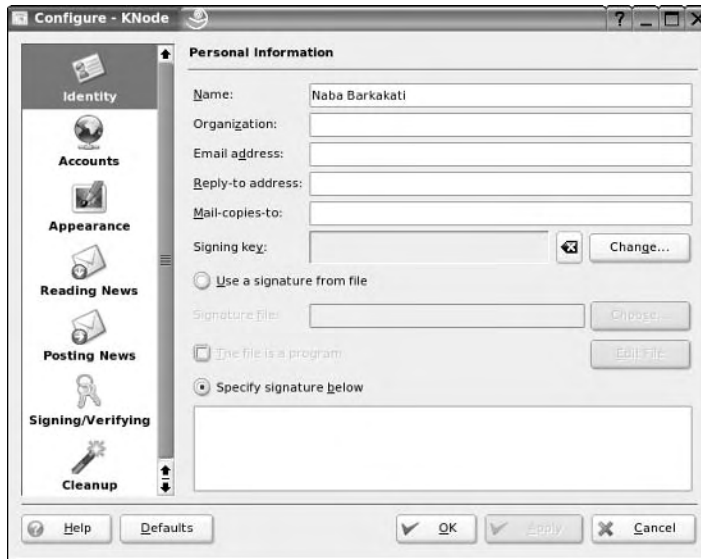 Configure - KNode
Identity
Accounts
Appearance
Reading News
Posting News
Signing/Verifying
Cleanup
Personal Information
Name: Naba Barkakati
Organization:
Email address:
Reply-to address:
Mail-copies-to:
Signing key: Change...
Use a signature from file
Signature file: Choose...
The file is a program Edit File
Specify signature below
Help Defaults OK Apply Cancel